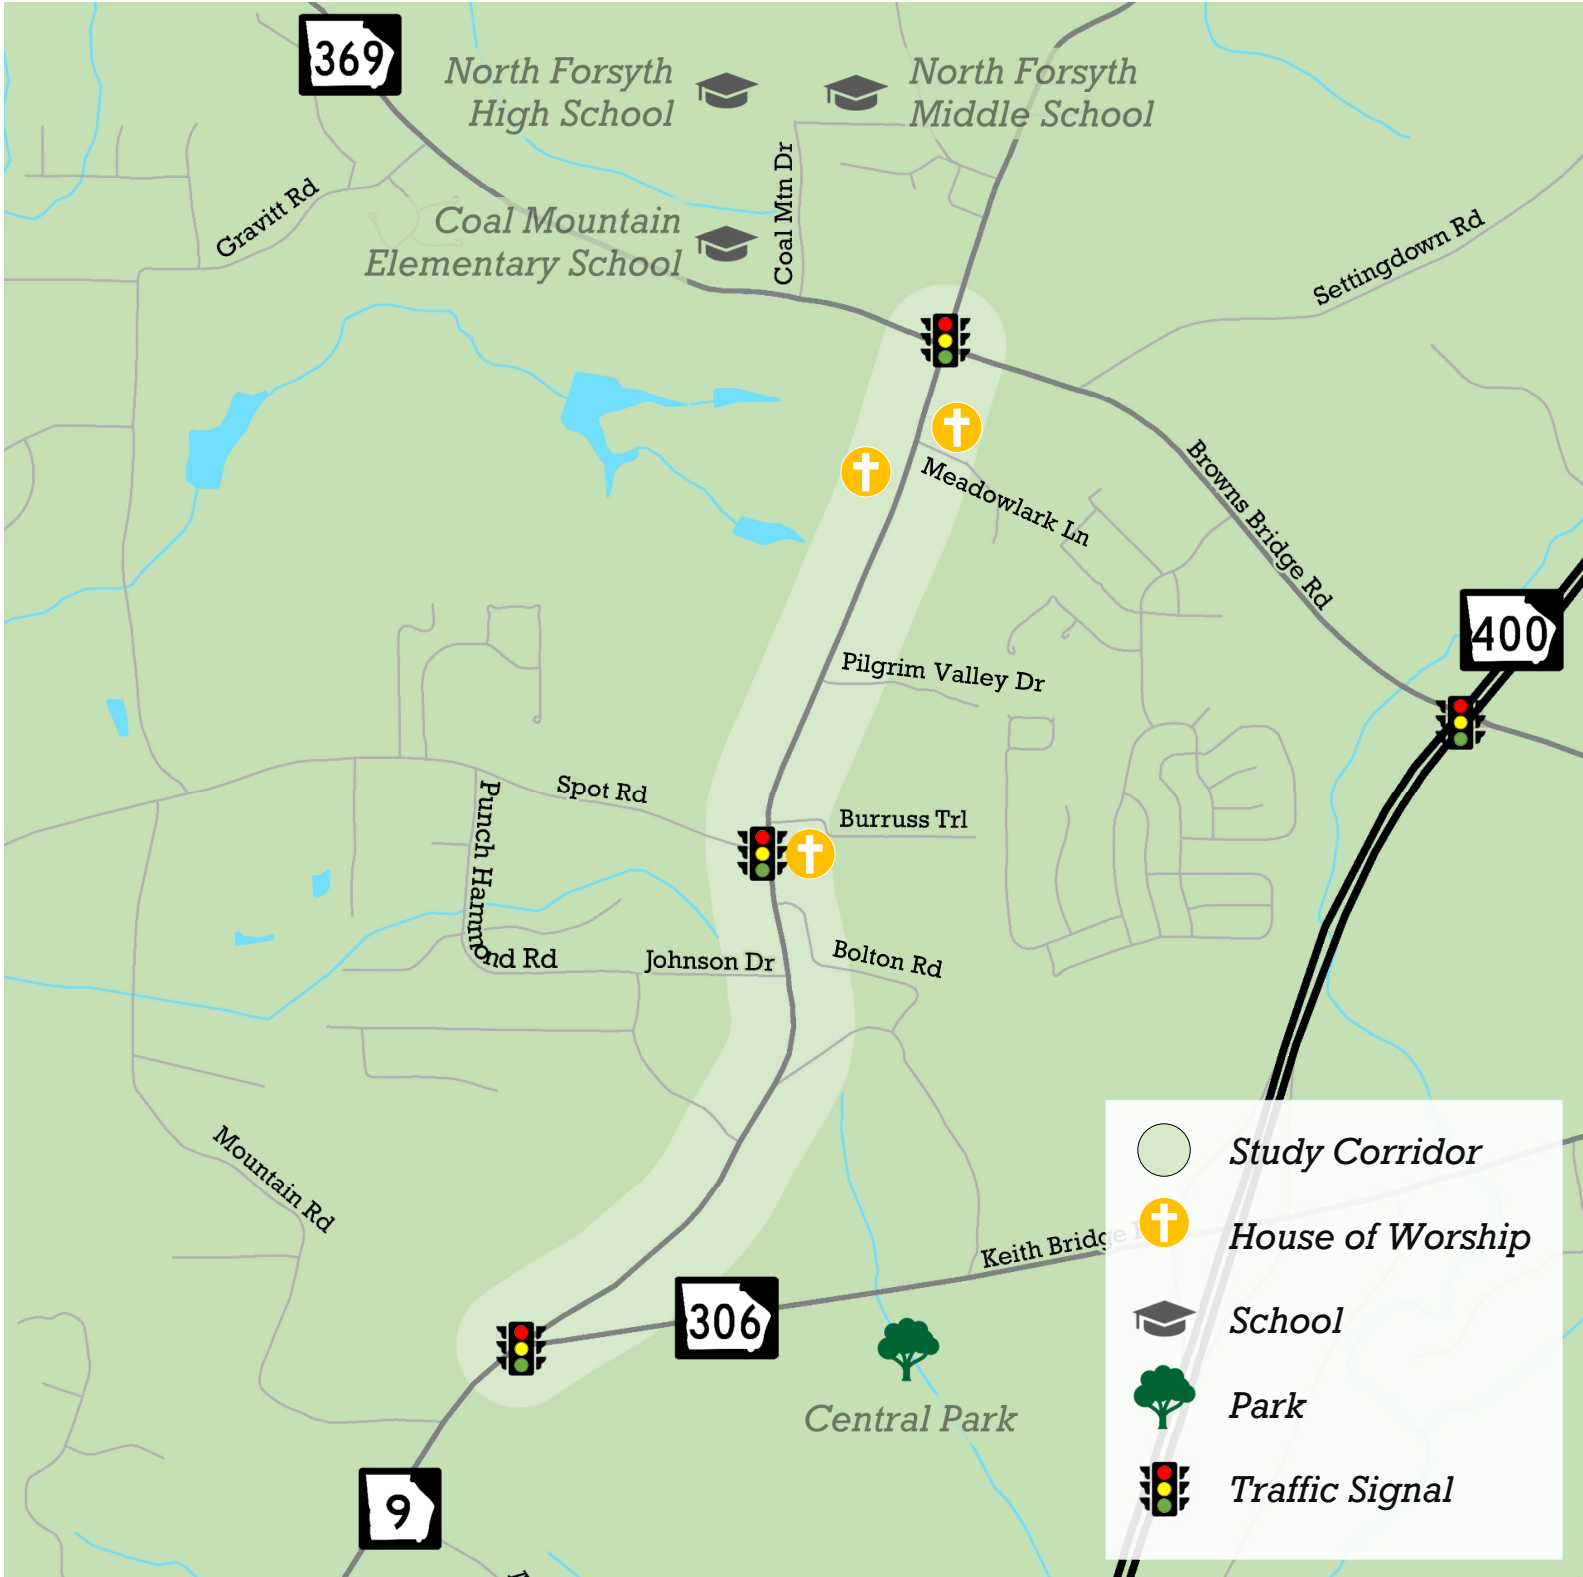 369
North Forsyth
High School
North Forsyth
Middle School
Coal Mtn Dr
Gravitt Rd
Coal Mountain
Elementary School
Settingdown Rd
Meadowlark Ln
Browns Bridge Rd
400
Pilgrim Valley Dr
Spot Rd
Punch Hammond Rd
Burruss Trl
Johnson Dr
Bolton Rd
Mountain Rd
Keith Bridge
306
Central Park
9
Study Corridor
House of Worship
School
Park
Traffic Signal